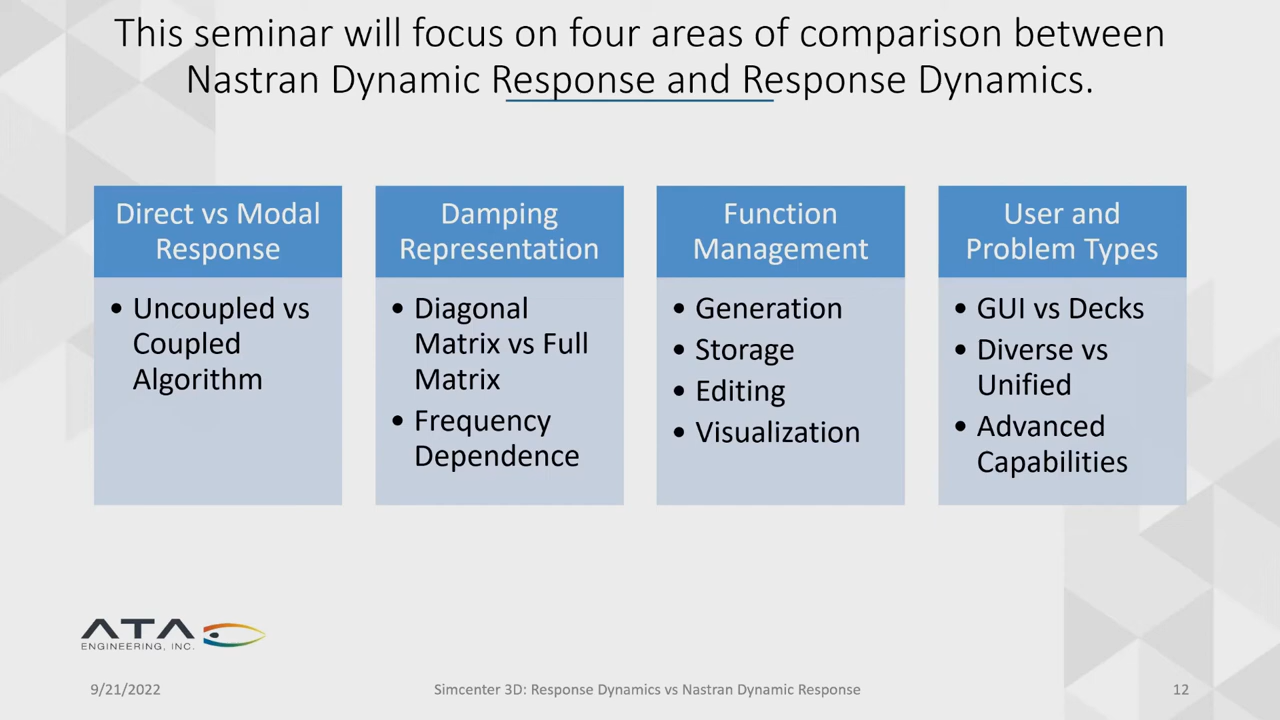 This seminar will focus on four areas of comparison between
Nastran Dynamic Response and Response Dynamics.
Direct vs Modal
Response
• Uncoupled vs
Coupled
Algorithm
Damping
Representation
• Diagonal
Matrix vs Full
Matrix
• Frequency
Dependence
Function
Management
• Generation
• Storage
• Editing
• Visualization
User and
Problem Types
• GUI vs Decks
• Diverse vs
Unified
• Advanced
Capabilities
ATA
ENGINEERING, INC.
9/21/2022
Simcenter 3D: Response Dynamics vs Nastran Dynamic Response
12